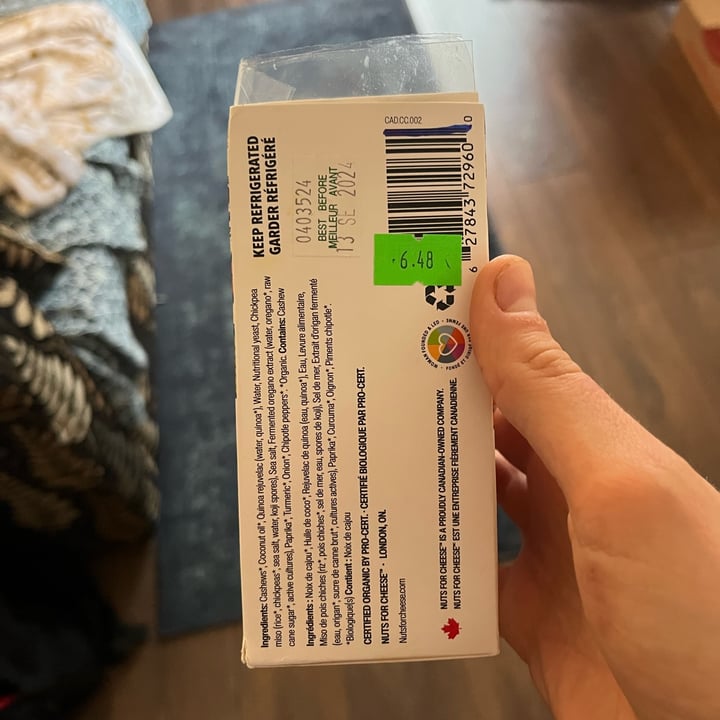 KEEP REFRIGERATED
GARDER RÉFRIGÉRÉ
0403524
BEST BEFORE
MEILLEUR AVANT
13 SE 2024
CAD.CC.002
6 27843 72960 0
6.48
Ingredients: Cashews*, Coconut oil*, Quinoa rejuvelac (water, quinoa*), Water, Nutritional yeast, Chickpea
miso (rice*, chickpeas*, sea salt, water, koji spores), Sea salt, Fermented oregano extract (water, oregano*, raw
cane sugar*, active cultures), Paprika*, Turmeric*, Onion*, Chipotle peppers*. *Organic. Contains: Cashew
Ingrédients : Noix de cajou*, Huile de coco*, Rejuvelac de quinoa (eau, quinoa*), Eau, Levure alimentaire,
Miso de pois chiches (riz*, pois chiches*, sel de mer, eau, spores de koji), Sel de mer, Extrait d'origan fermenté
(eau, origan*, sucre de canne brut*, cultures actives), Paprika*, Curcuma*, Oignon*, Piments chipotle*.
*Biologique(s) Contient : Noix de cajou
CERTIFIED ORGANIC BY PRO-CERT. · CERTIFIÉ BIOLOGIQUE PAR PRO-CERT.
NUTS FOR CHEESE™ · LONDON, ON.
Nutsforcheese.com
WOMAN FOUNDED & LED
NUTS FOR CHEESE™ IS A PROUDLY CANADIAN-OWNED COMPANY.
NUTS FOR CHEESE™ EST UNE ENTREPRISE FIÈREMENT CANADIENNE.